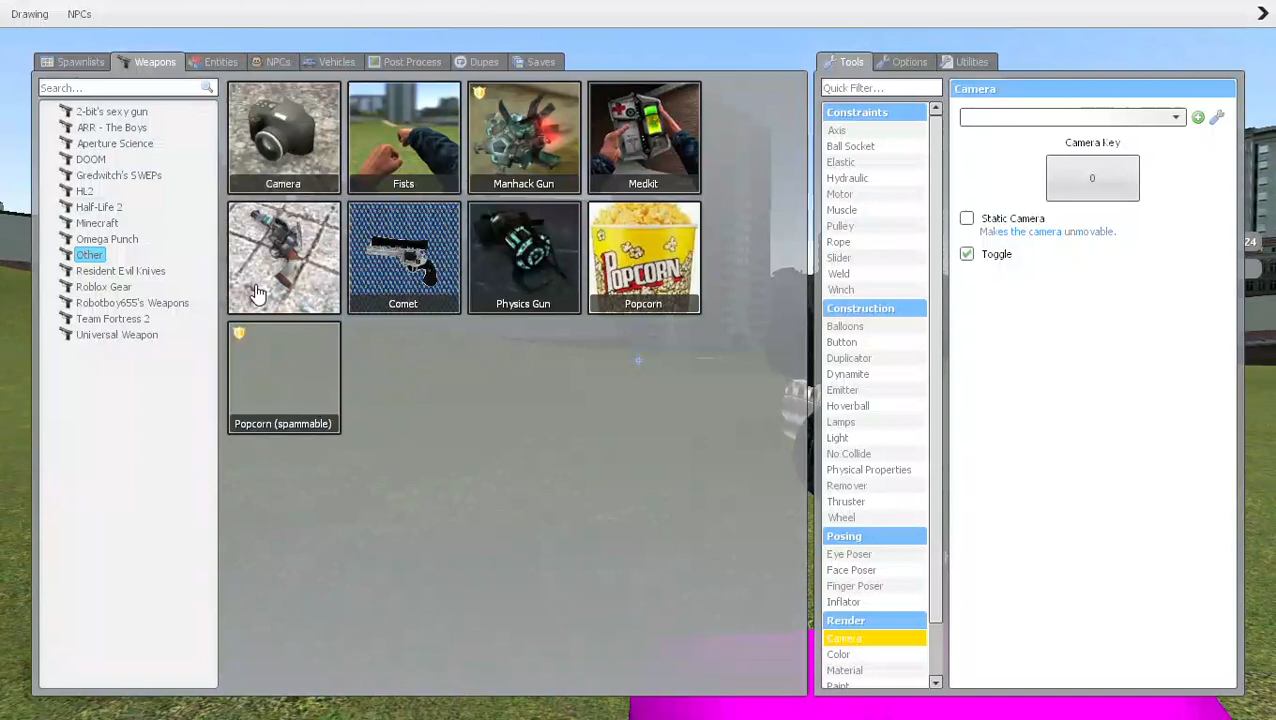 Drawing NPCs
Spawnlists Weapons Entities NPCs Vehicles Post Process Dupes Saves
Tools Options Utilities
Search...
2-bit's sexy gun
ARR - The Boys
Aperture Science
DOOM
Gredwitch's SWEPs
HL2
Half-Life 2
Minecraft
Omega Punch
Other
Resident Evil Knives
Roblox Gear
Robotboy655's Weapons
Team Fortress 2
Universal Weapon
Camera Fists Manhack Gun Medkit
Comet Physics Gun Popcorn
POPCORN
Popcorn (spammable)
Quick Filter...
Constraints
Axis
Ball Socket
Elastic
Hydraulic
Motor
Muscle
Pulley
Rope
Slider
Weld
Winch
Construction
Balloons
Button
Duplicator
Dynamite
Emitter
Hoverball
Lamps
Light
No Collide
Physical Properties
Remover
Thruster
Wheel
Posing
Eye Poser
Face Poser
Finger Poser
Inflator
Render
Camera
Color
Material
Paint
Camera
Camera Key
0
Static Camera
Makes the camera unmovable.
Toggle
24